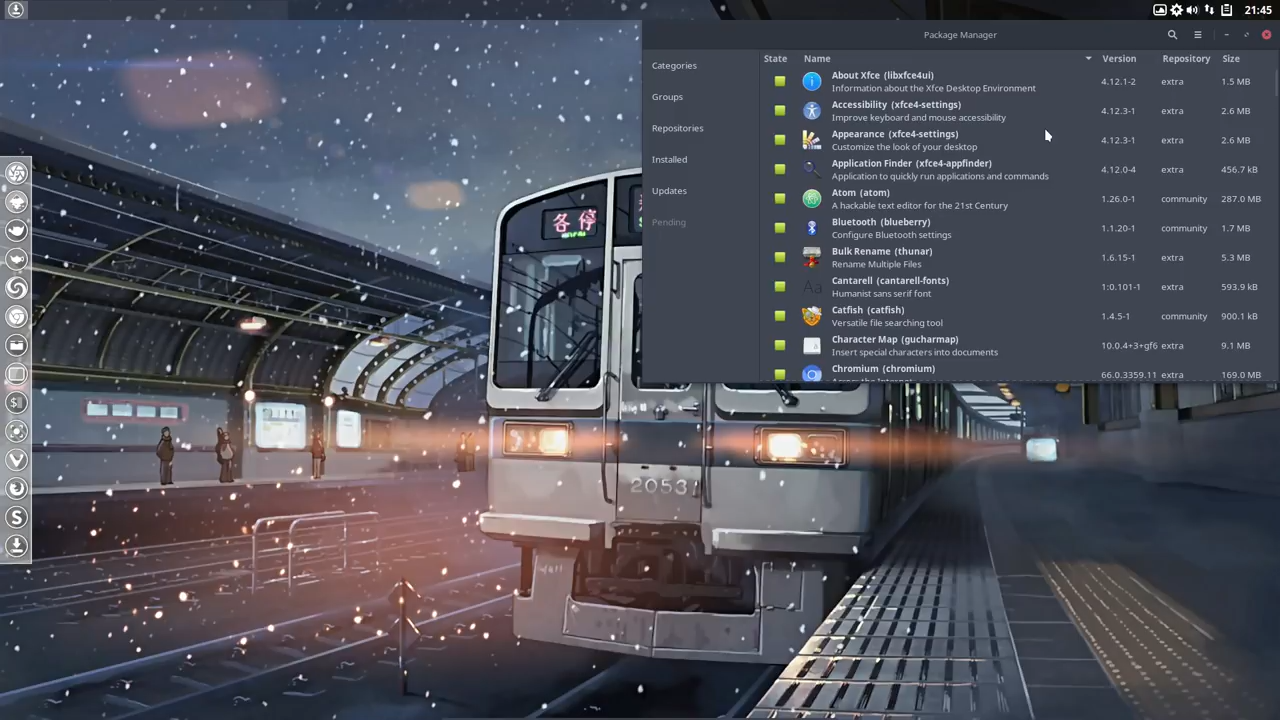 21:45
Package Manager
Categories
Groups
Repositories
Installed
Updates
Pending
State Name Version Repository Size
About Xfce (libxfce4ui)
Information about the Xfce Desktop Environment
4.12.1-2 extra 1.5 MB
Accessibility (xfce4-settings)
Improve keyboard and mouse accessibility
4.12.3-1 extra 2.6 MB
Appearance (xfce4-settings)
Customize the look of your desktop
4.12.3-1 extra 2.6 MB
Application Finder (xfce4-appfinder)
Application to quickly run applications and commands
4.12.0-4 extra 456.7 kB
Atom (atom)
A hackable text editor for the 21st Century
1.26.0-1 community 287.0 MB
Bluetooth (blueberry)
Configure Bluetooth settings
1.1.20-1 community 1.7 MB
Bulk Rename (thunar)
Rename Multiple Files
1.6.15-1 extra 5.3 MB
Cantarell (cantarell-fonts)
Humanist sans serif font
1:0.101-1 extra 593.9 kB
Catfish (catfish)
Versatile file searching tool
1.4.5-1 community 900.1 kB
Character Map (gucharmap)
Insert special characters into documents
10.0.4+3+gf6 extra 9.1 MB
Chromium (chromium)
66.0.3359.11 extra 169.0 MB
各停
2053